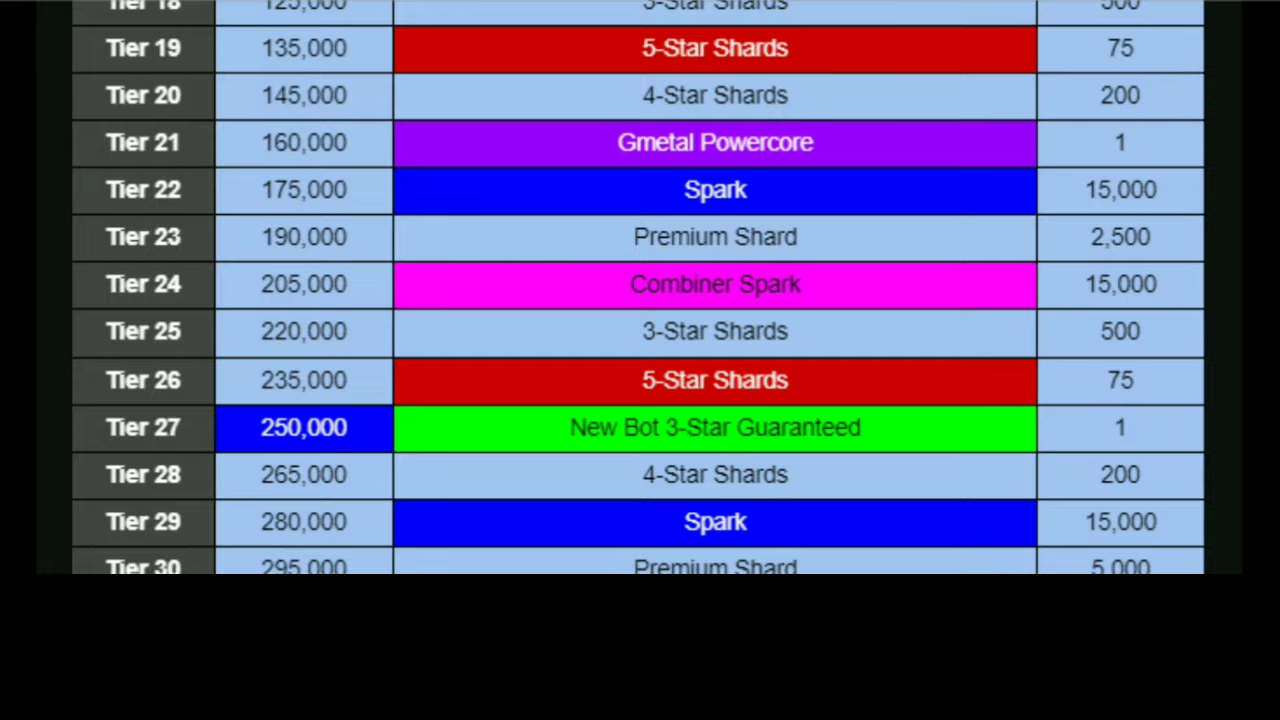 Tier 18 125,000 3-Star Shards 500
Tier 19 135,000 5-Star Shards 75
Tier 20 145,000 4-Star Shards 200
Tier 21 160,000 Gmetal Powercore 1
Tier 22 175,000 Spark 15,000
Tier 23 190,000 Premium Shard 2,500
Tier 24 205,000 Combiner Spark 15,000
Tier 25 220,000 3-Star Shards 500
Tier 26 235,000 5-Star Shards 75
Tier 27 250,000 New Bot 3-Star Guaranteed 1
Tier 28 265,000 4-Star Shards 200
Tier 29 280,000 Spark 15,000
Tier 30 295,000 Premium Shard 5,000